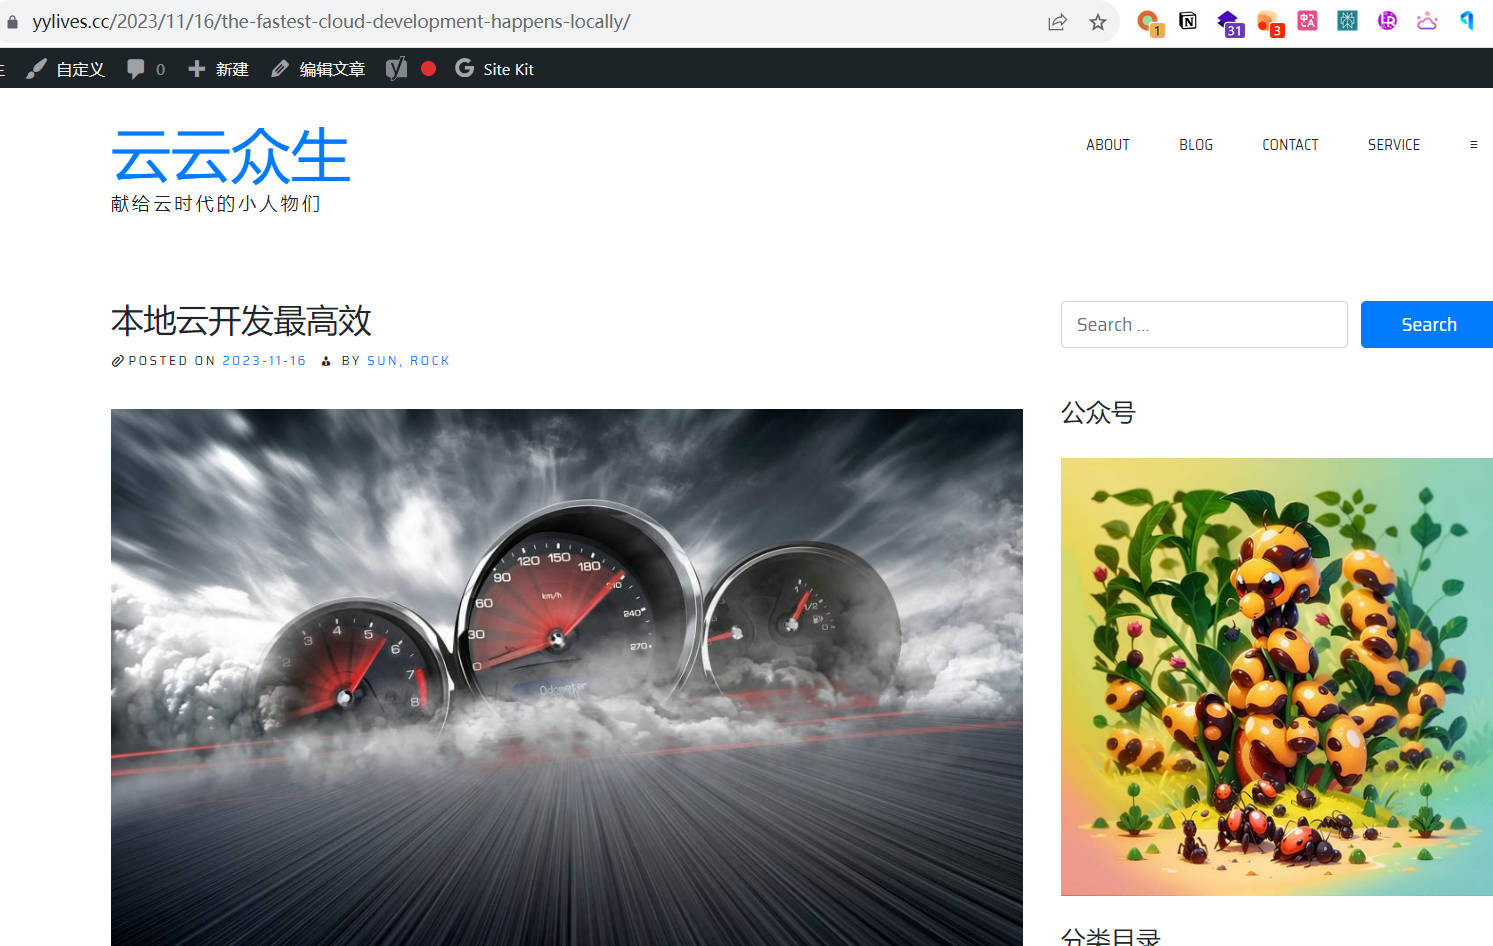 yylives.cc/2023/11/16/the-fastest-cloud-development-happens-locally/
1
31
3
自定义 0 新建 编辑文章 Site Kit
云云众生
献给云时代的小人物们
ABOUT BLOG CONTACT SERVICE ≡
本地云开发最高效
POSTED ON 2023-11-16 BY SUN, ROCK
Search ...
Search
公众号
2 3 4 5 6 7 8
0 30 60 90 120 150 180 210 240 270
km/h
Odometer
1 1/2 0
分类目录